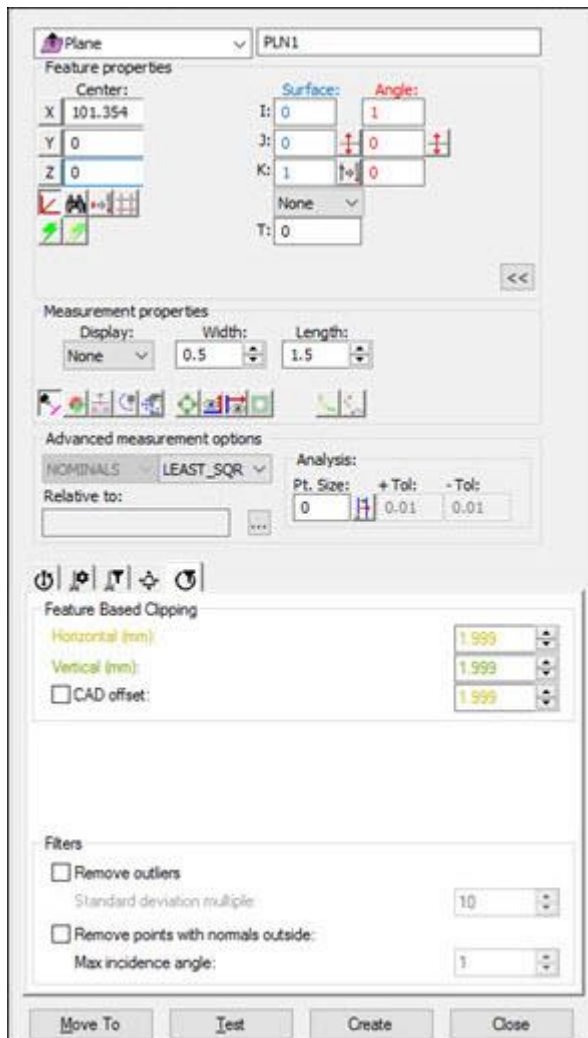 Plane PLN1
Feature properties
Center: Surface: Angle:
X 101.354 I: 0 1
Y 0 J: 0 0
Z 0 K: 1 0
None
T: 0
<<
Measurement properties
Display: Width: Length:
None 0.5 1.5
Advanced measurement options
NOMINALS LEAST_SQR Analysis:
Relative to: Pt. Size: +Tol: -Tol:
... 0 0.01 0.01
Feature Based Clipping
Horizontal (mm): 1.999
Vertical (mm): 1.999
CAD offset: 1.999
Filters
Remove outliers
Standard deviation multiple 10
Remove points with normals outside:
Max incidence angle: 1
Move To Test Create Close